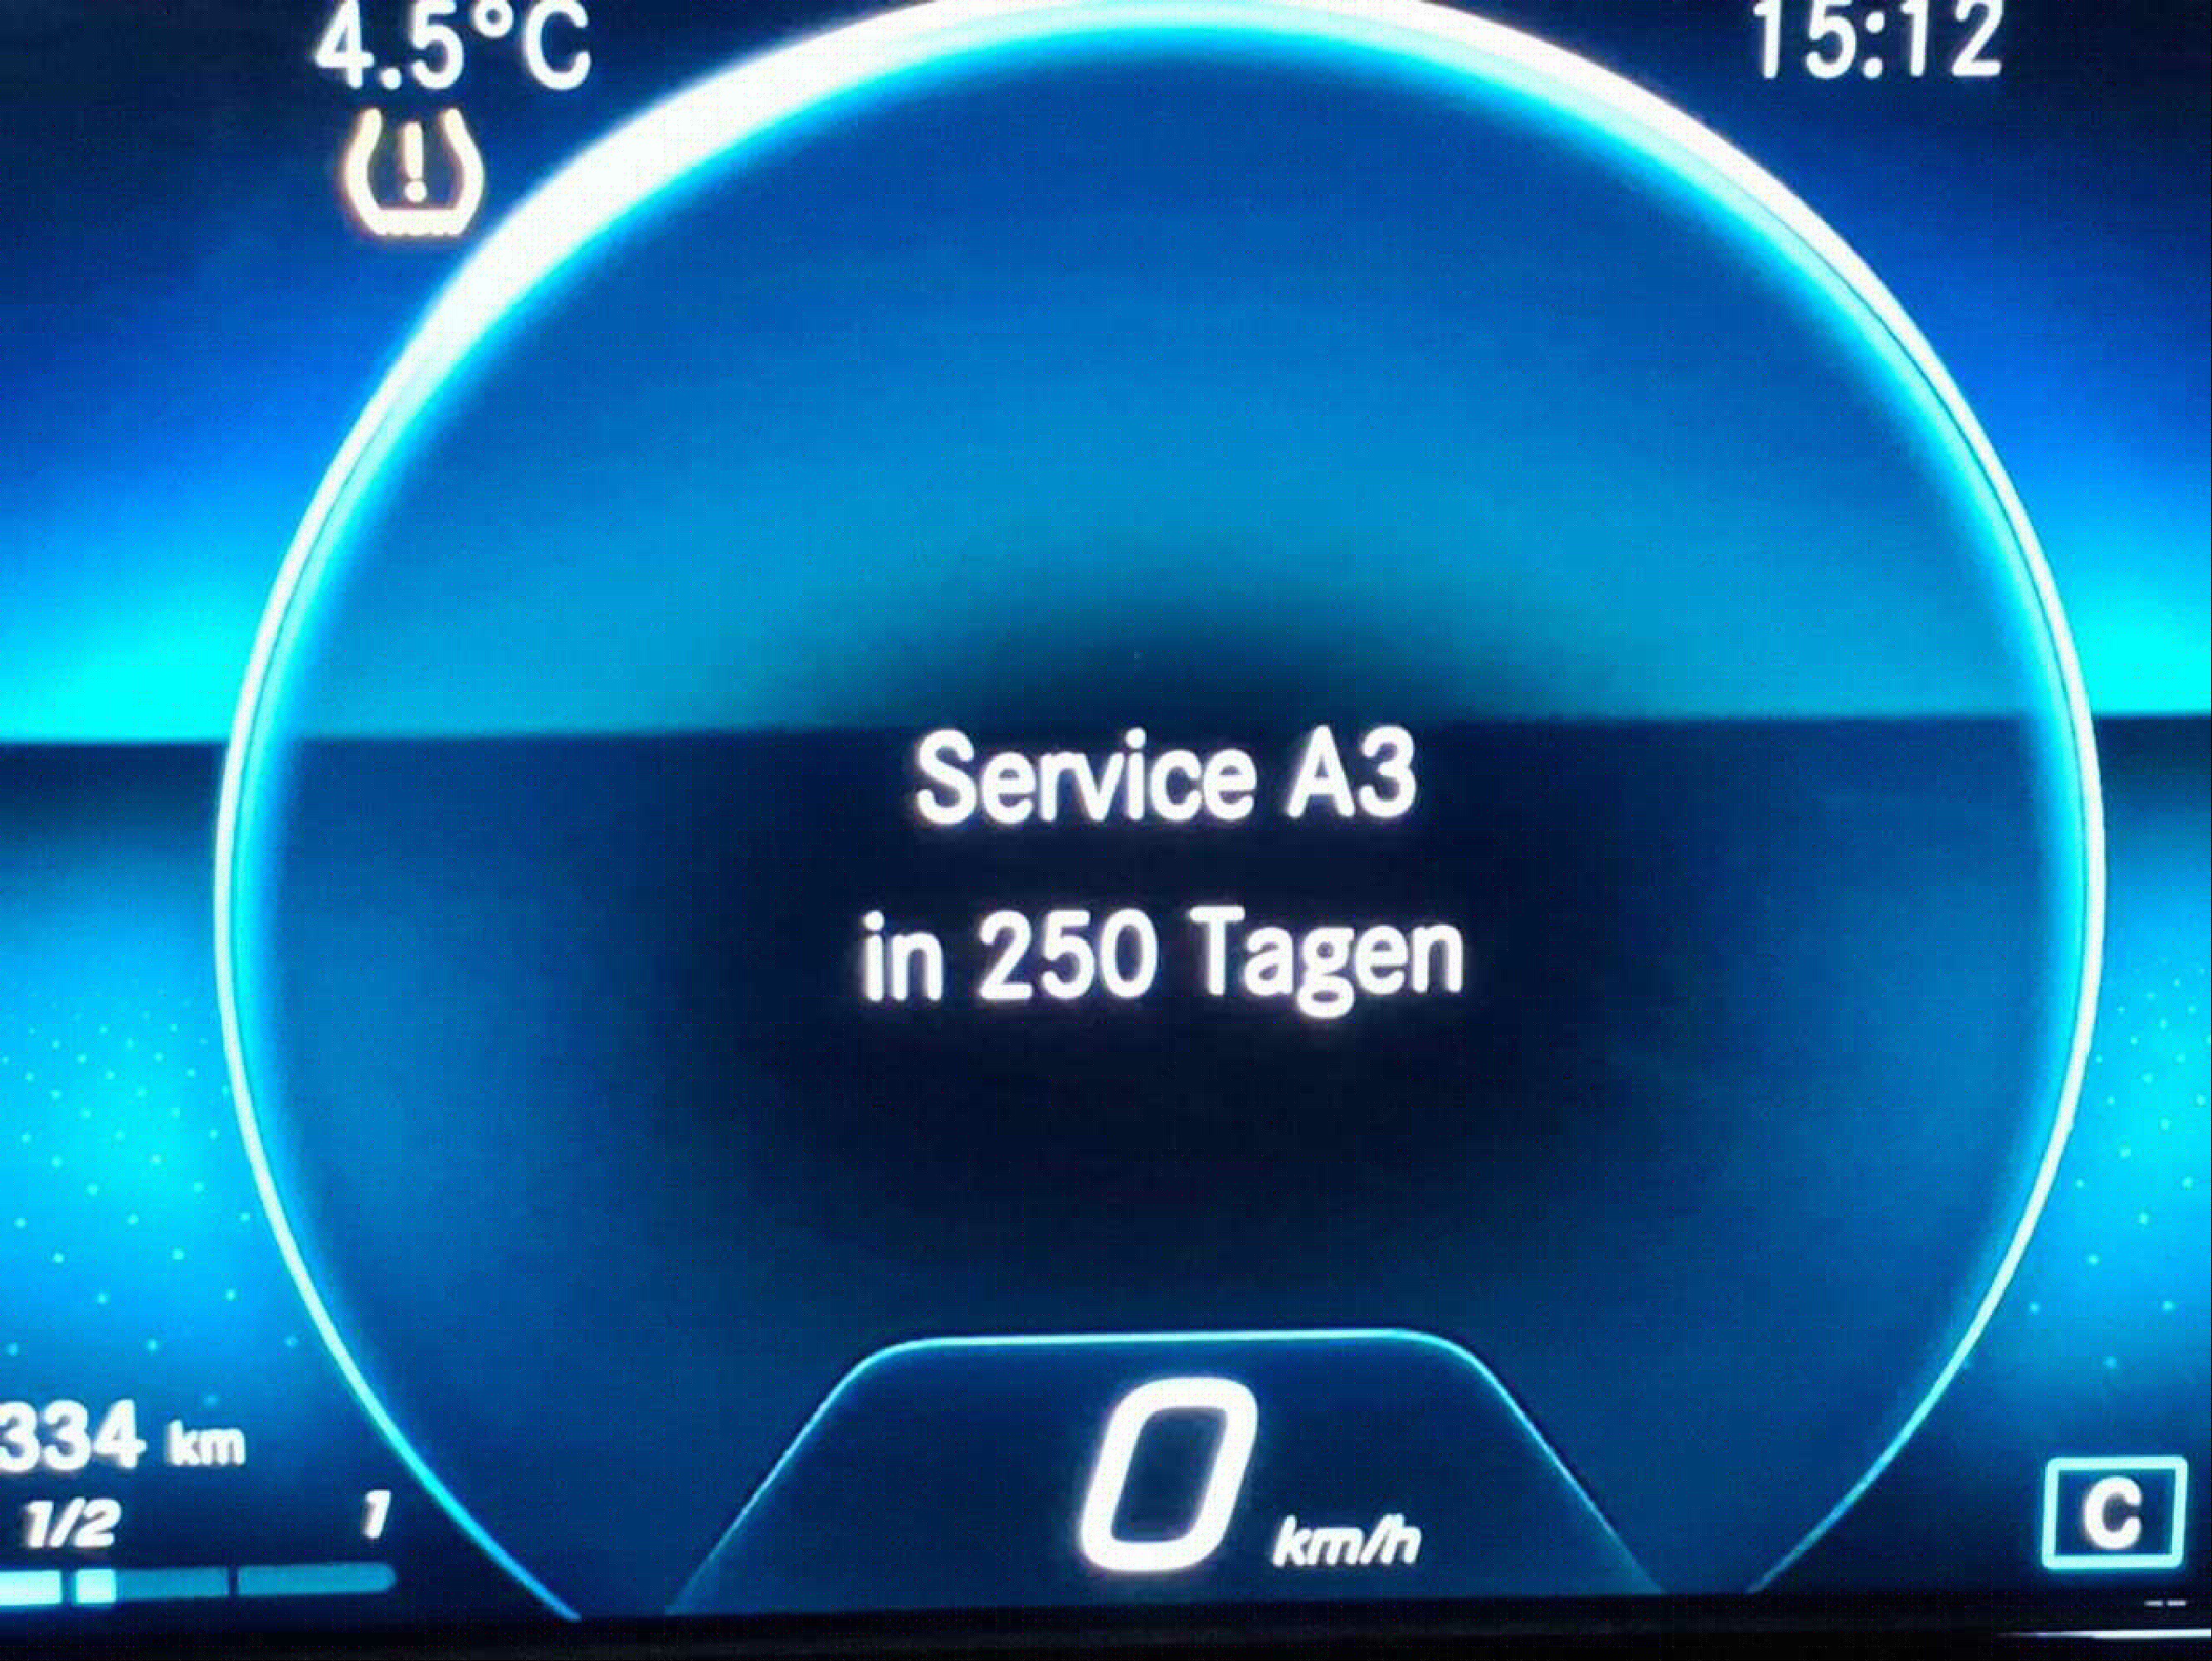 4.5°C
15:12
Service A3
in 250 Tagen
334 km
1/2 1
0 km/h
C
--